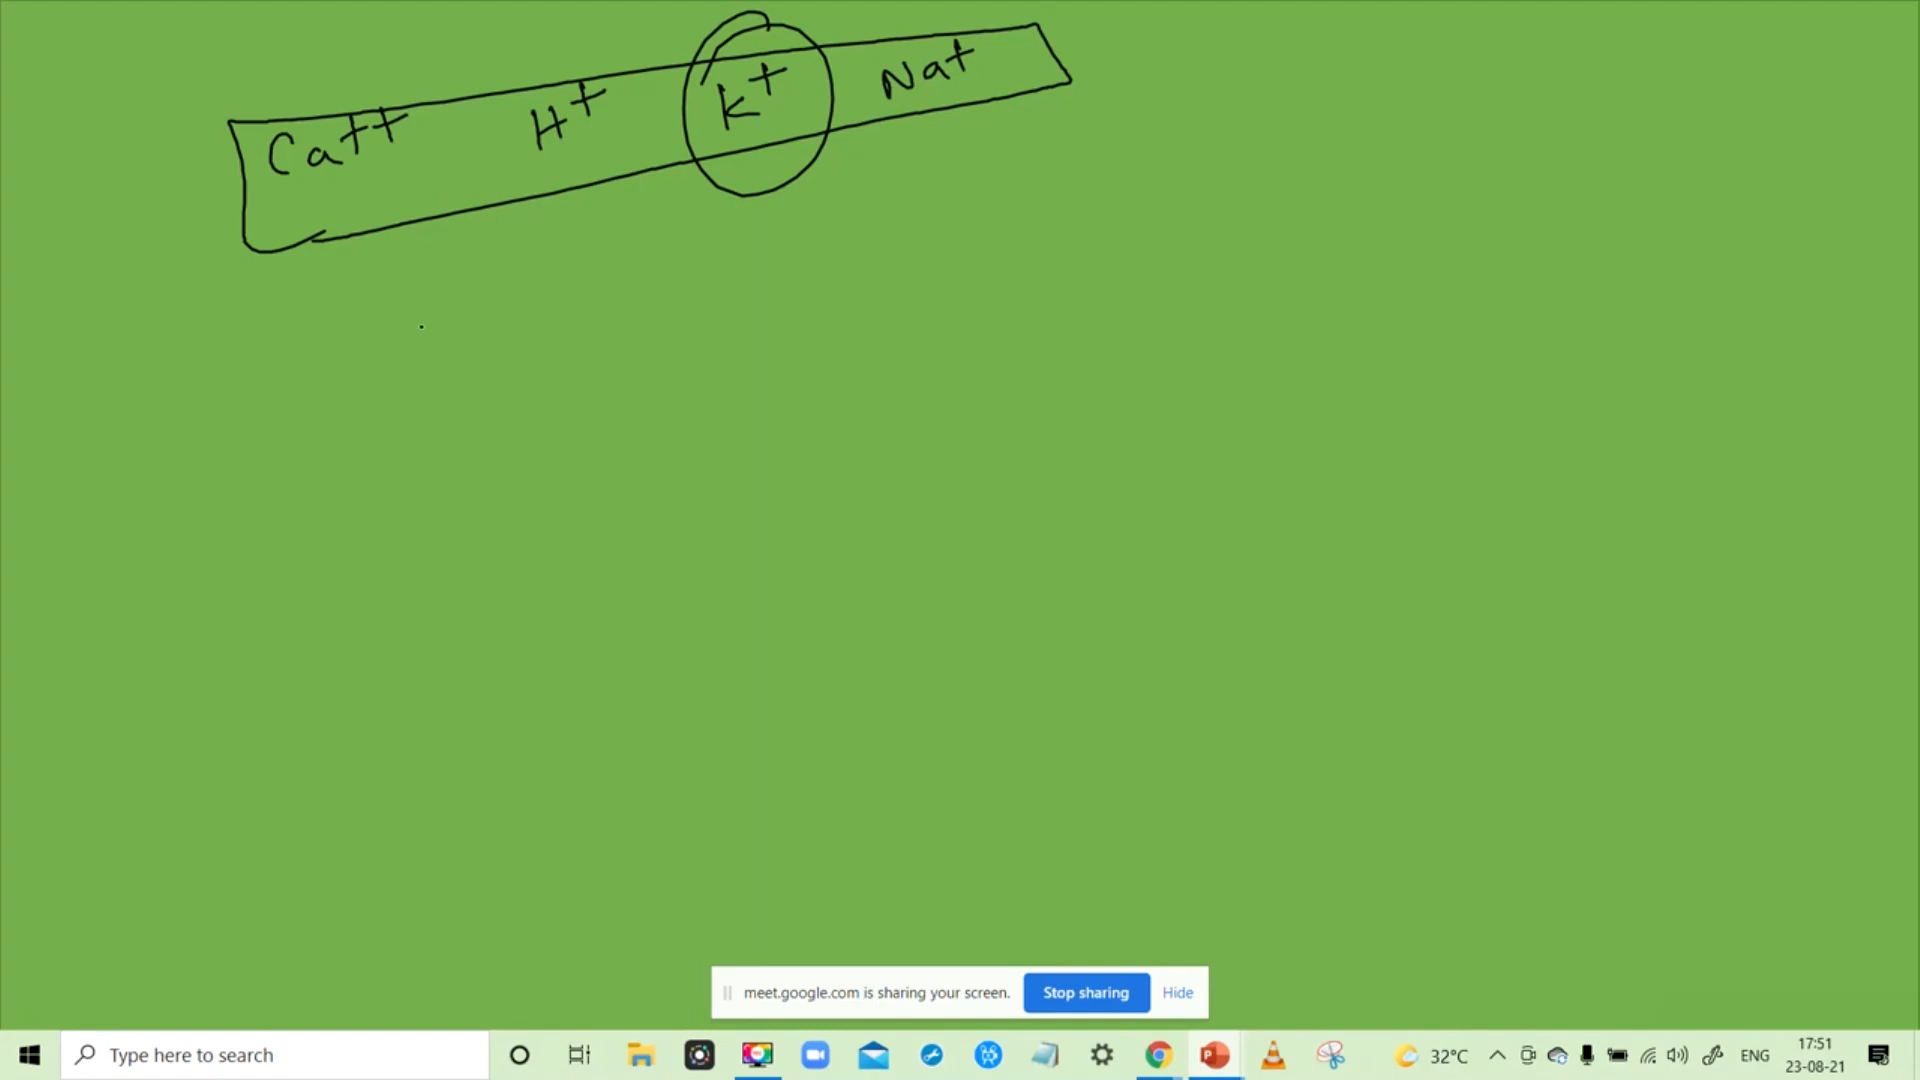 Ca++ H+ K+ Na+
meet.google.com is sharing your screen. Stop sharing Hide
Type here to search 32°C ENG 17:51
23-08-21